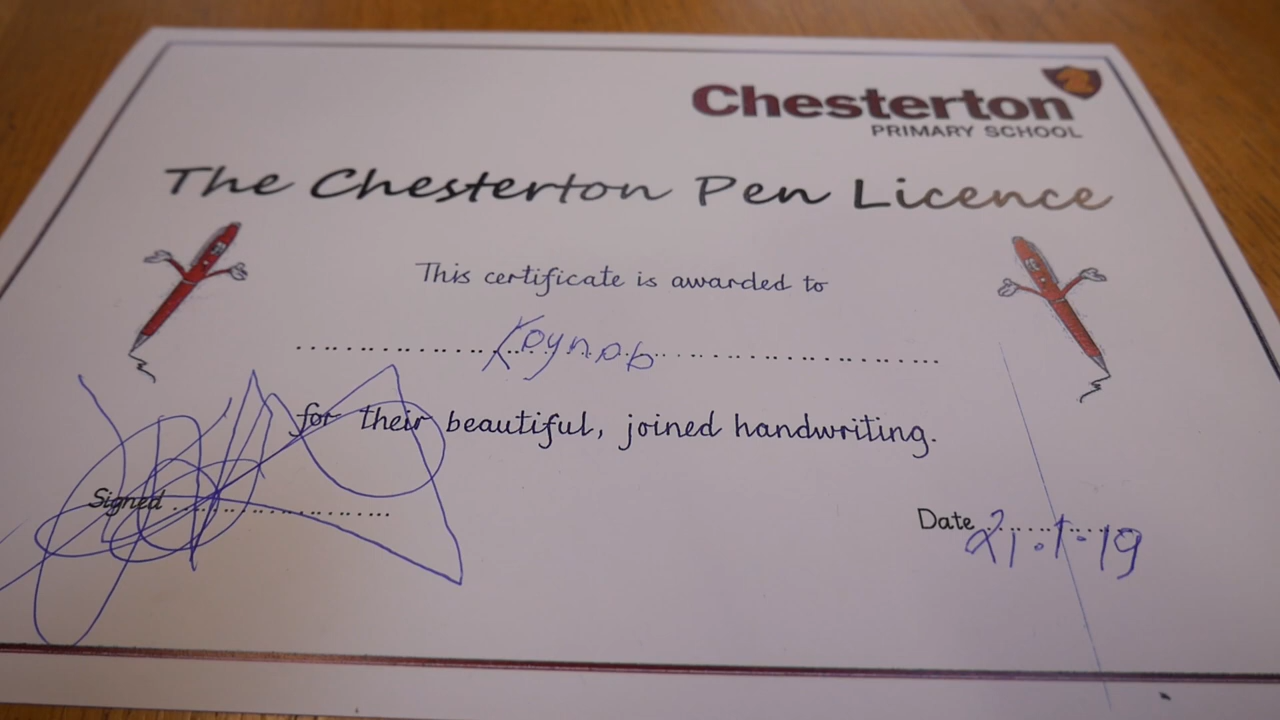 Chesterton
PRIMARY SCHOOL
The Chesterton Pen Licence
This certificate is awarded to
Koynob
for their beautiful, joined handwriting.
Signed
Date 21.1.19